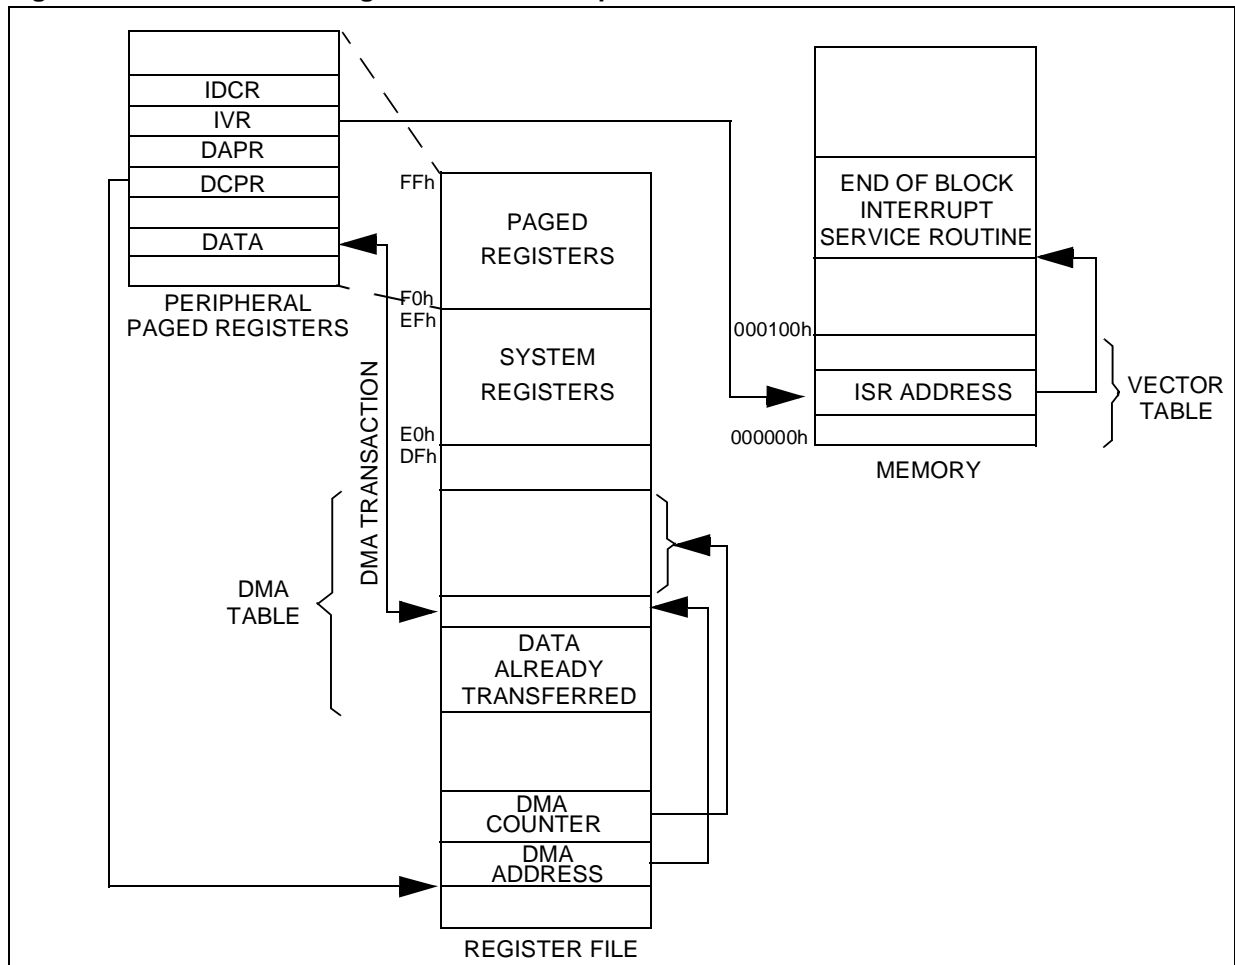 IDCR
IVR
DAPR
DCPR
DATA
PERIPHERAL
PAGED REGISTERS
FFh
PAGED
REGISTERS
F0h
EFh
SYSTEM
REGISTERS
E0h
DFh
DMA TRANSACTION
DMA
TABLE
DATA
ALREADY
TRANSFERRED
DMA
COUNTER
DMA
ADDRESS
REGISTER FILE
END OF BLOCK
INTERRUPT
SERVICE ROUTINE
000100h
ISR ADDRESS
000000h
VECTOR
TABLE
MEMORY